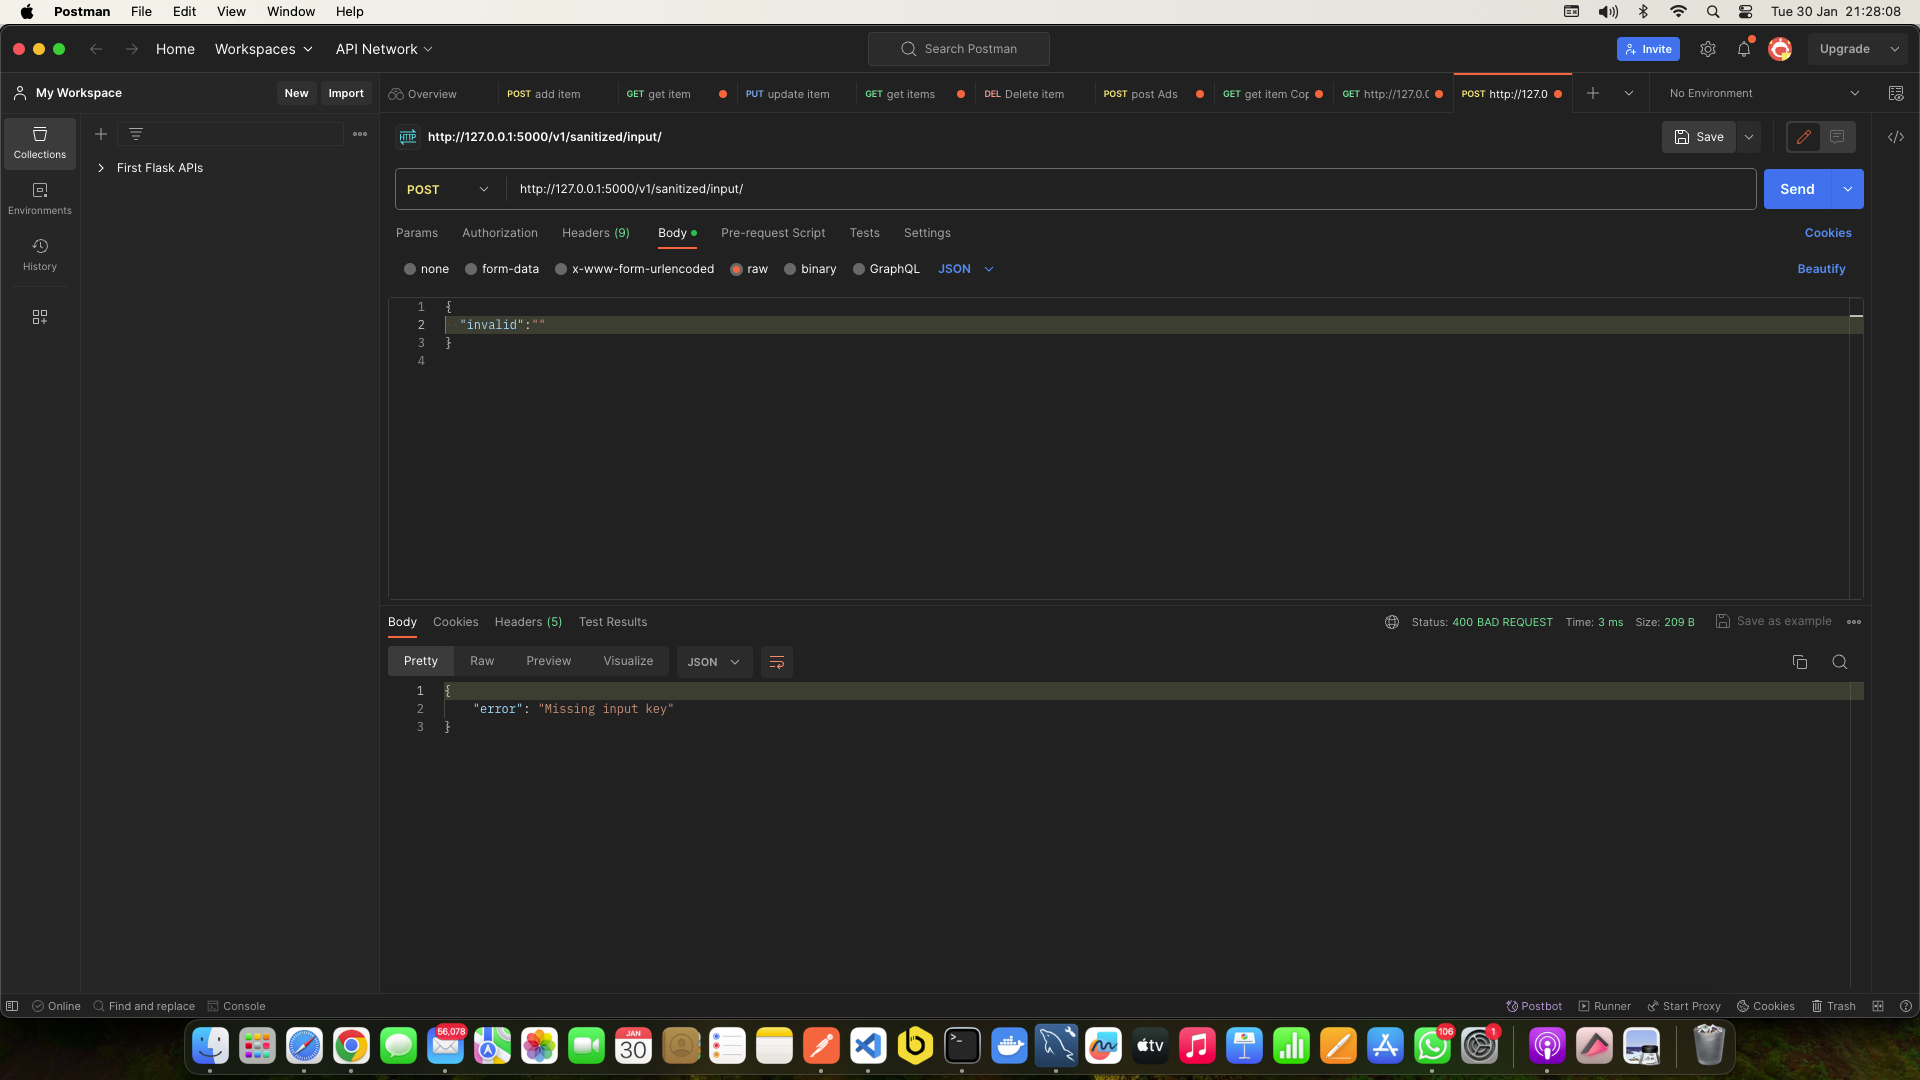 Postman File Edit View Window Help Tue 30 Jan 21:28:08
Home Workspaces API Network Search Postman Invite Upgrade
My Workspace New Import
Overview POST add item GET get item PUT update item GET get items DEL Delete item POST post Ads GET get item Cop GET http://127.0.0 POST http://127.0 No Environment
Collections
Environments
History
First Flask APIs
HTTP http://127.0.0.1:5000/v1/sanitized/input/ Save
POST http://127.0.0.1:5000/v1/sanitized/input/ Send
Params Authorization Headers (9) Body Pre-request Script Tests Settings Cookies
none form-data x-www-form-urlencoded raw binary GraphQL JSON Beautify
1 {
2 "invalid":""
3 }
4
Body Cookies Headers (5) Test Results Status: 400 BAD REQUEST Time: 3 ms Size: 209 B Save as example
Pretty Raw Preview Visualize JSON
1 {
2 "error": "Missing input key"
3 }
Online Find and replace Console Postbot Runner Start Proxy Cookies Trash
56,078 JAN 30 tv 106 1